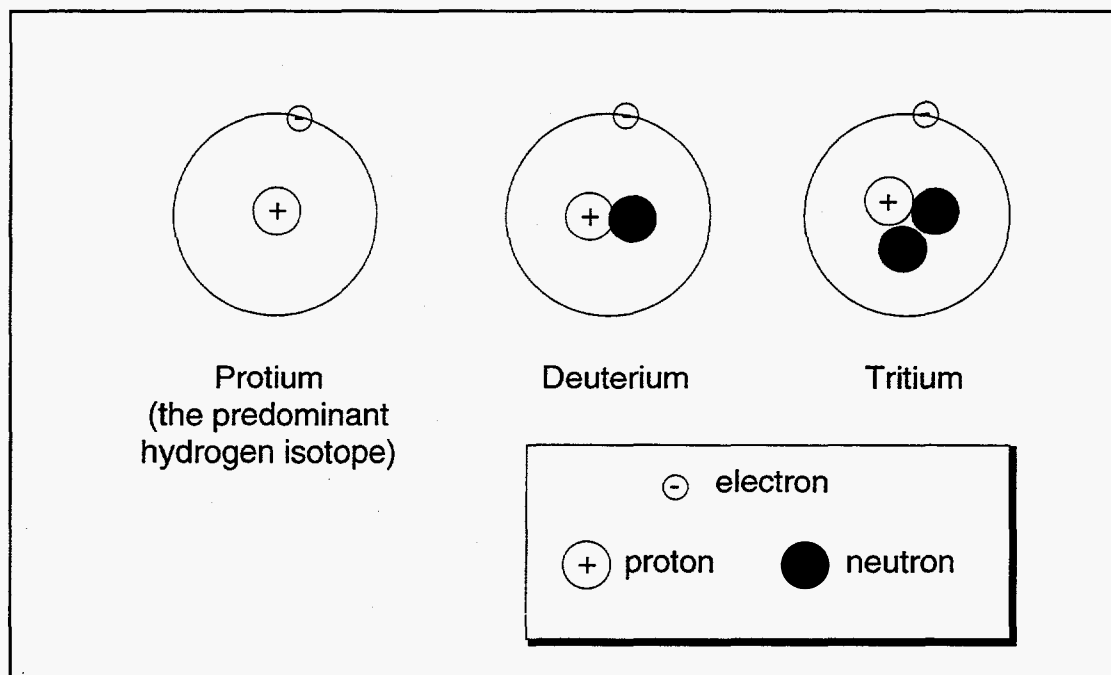 -
-
-
+
+
+
Protium
(the predominant
hydrogen isotope)
Deuterium
Tritium
- electron
+ proton
neutron